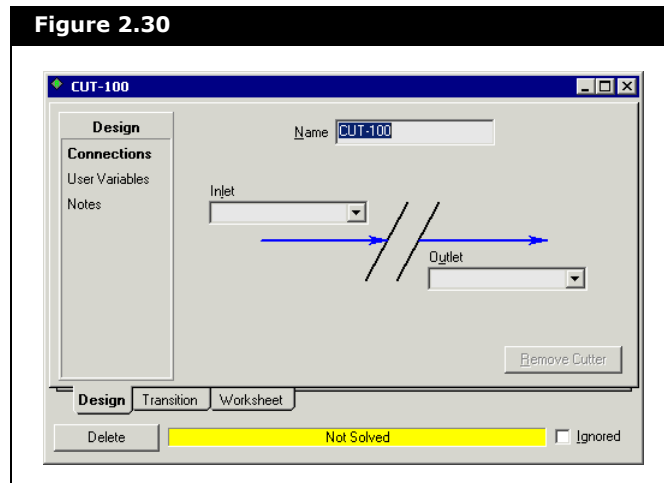 Figure 2.30
CUT-100
Design
Connections
User Variables
Notes
Name CUT-100
Inlet
Outlet
Remove Cutter
Design Transition Worksheet
Delete Not Solved Ignored